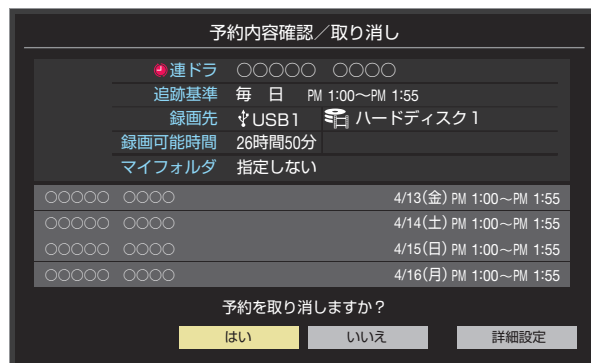 予約内容確認／取り消し
連ドラ ○○○○○ ○○○○
追跡基準 毎 日 PM 1:00～PM 1:55
録画先 USB1 ハードディスク1
録画可能時間 26時間50分
マイフォルダ 指定しない
○○○○○ ○○○○ 4/13(金) PM 1:00～PM 1:55
○○○○○ ○○○○ 4/14(土) PM 1:00～PM 1:55
○○○○○ ○○○○ 4/15(日) PM 1:00～PM 1:55
○○○○○ ○○○○ 4/16(月) PM 1:00～PM 1:55
予約を取り消しますか？
はい いいえ 詳細設定